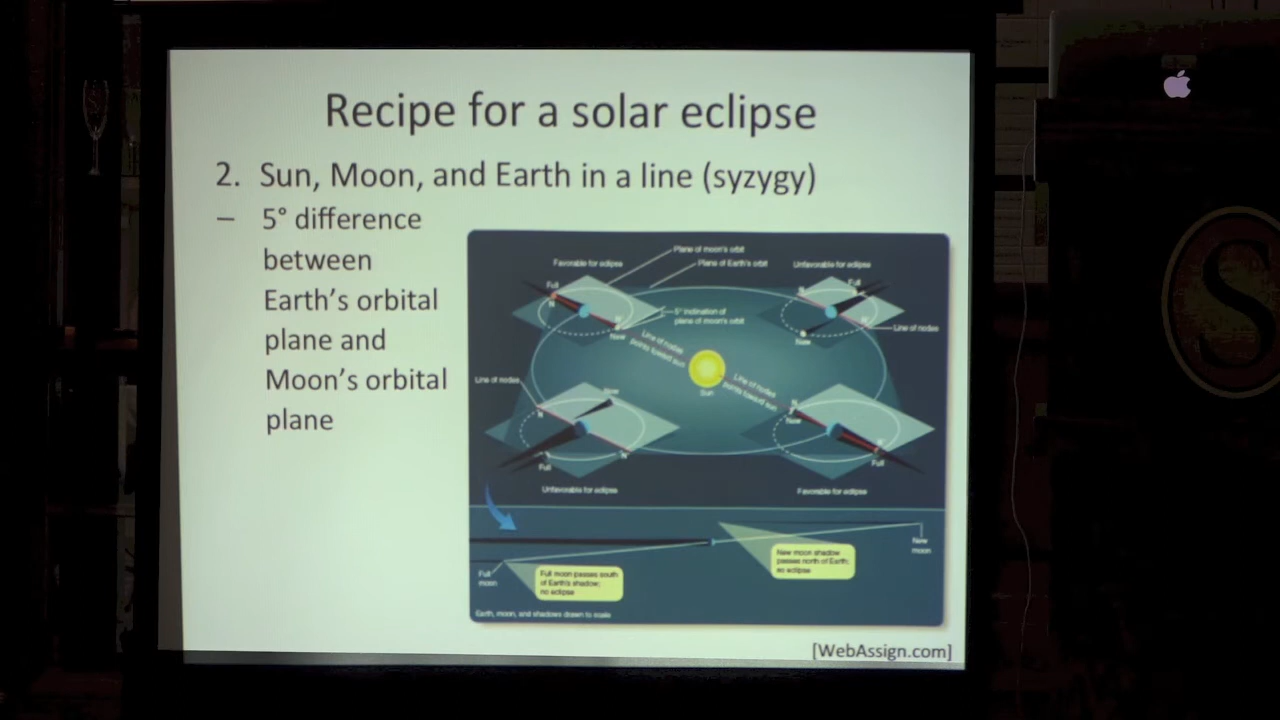 Recipe for a solar eclipse
2. Sun, Moon, and Earth in a line (syzygy)
– 5° difference
between
Earth's orbital
plane and
Moon's orbital
plane
Plane of moon's orbit
Favorable for eclipse
Plane of Earth's orbit
Unfavorable for eclipse
Full
Full
N
5° inclination of
plane of moon's orbit
N'
New
Line of nodes
New
Line of nodes
points toward sun
Sun
Line of nodes
points toward sun
Line of nodes
New
N
N
New
N'
N'
Full
Full
Unfavorable for eclipse
Favorable for eclipse
New
moon
New moon shadow
passes north of Earth;
no eclipse
Full
moon
Full moon passes south
of Earth's shadow;
no eclipse
Earth, moon, and shadows drawn to scale
[WebAssign.com]
S